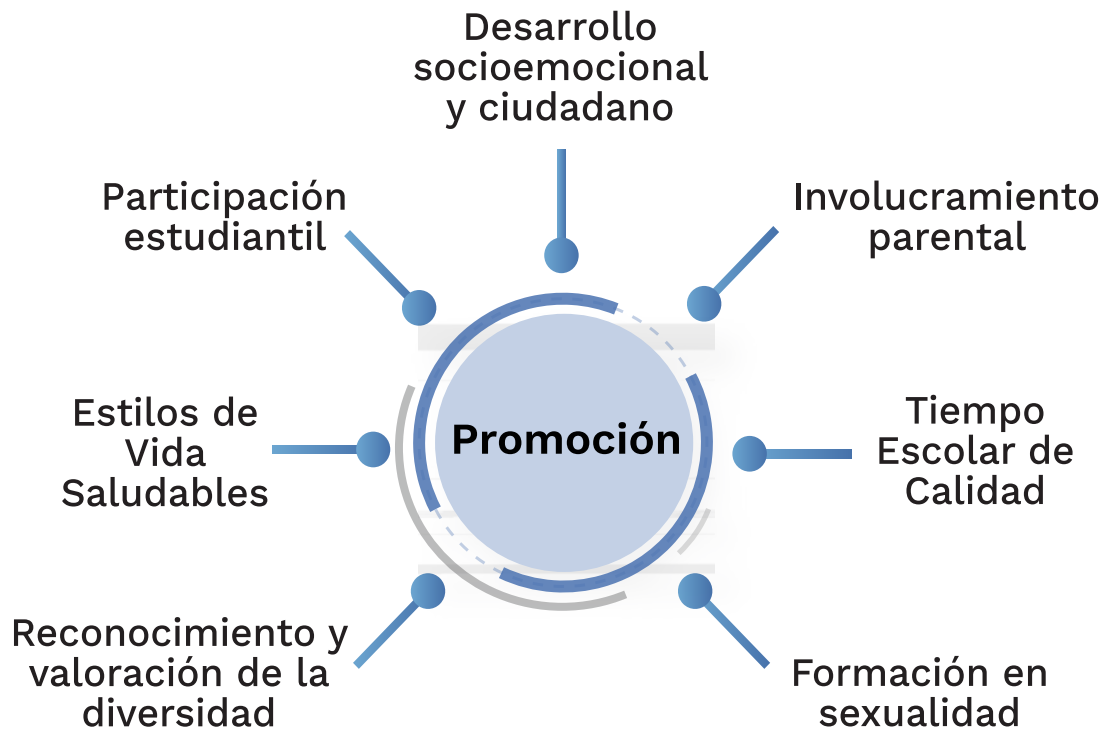 Desarrollo
socioemocional
y ciudadano
Participación
estudiantil
Involucramiento
parental
Estilos de
Vida
Saludables
Promoción
Tiempo
Escolar de
Calidad
Reconocimiento y
valoración de la
diversidad
Formación en
sexualidad